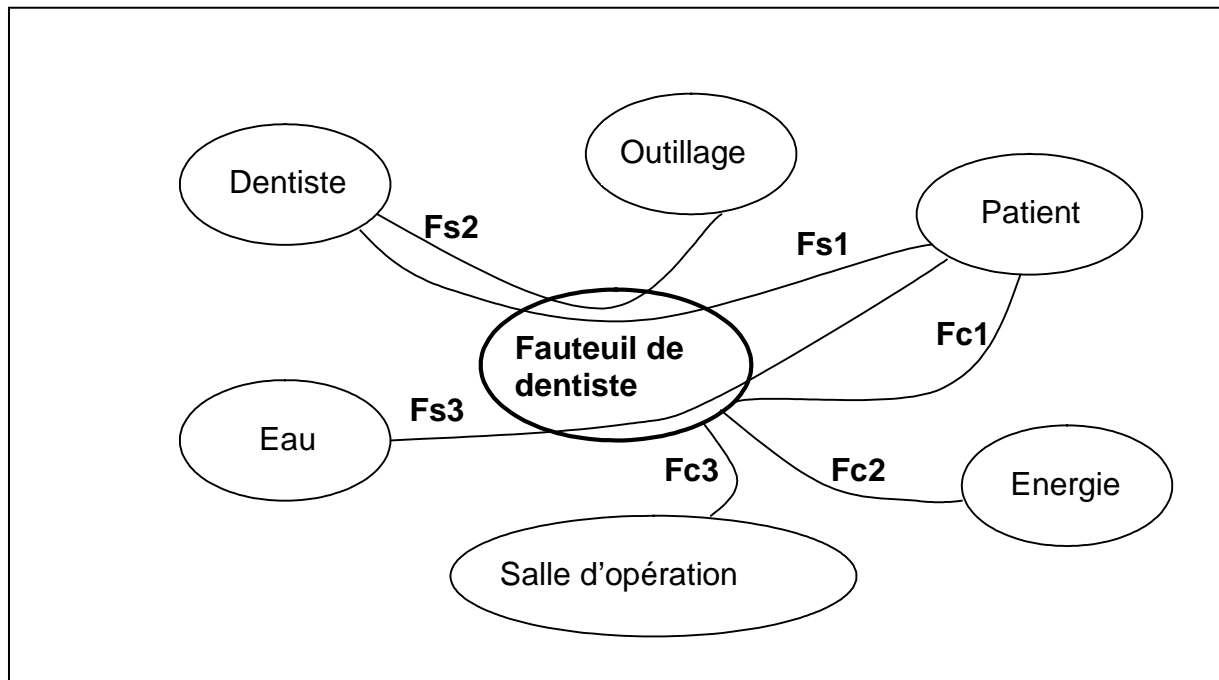 Outillage
Dentiste
Patient
Fs2
Fs1
Fauteuil de
dentiste
Fc1
Fs3
Eau
Fc3
Fc2
Energie
Salle d'opération